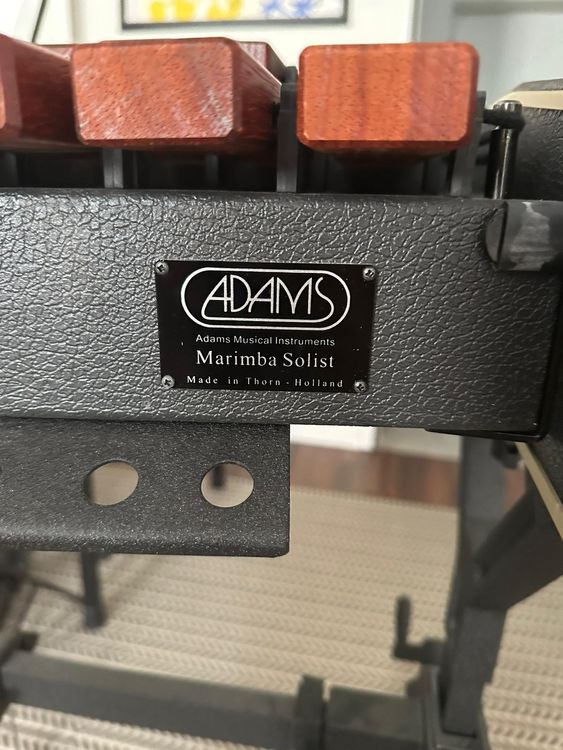 ADAMS
Adams Musical Instruments
Marimba Solist
Made in Thorn - Holland